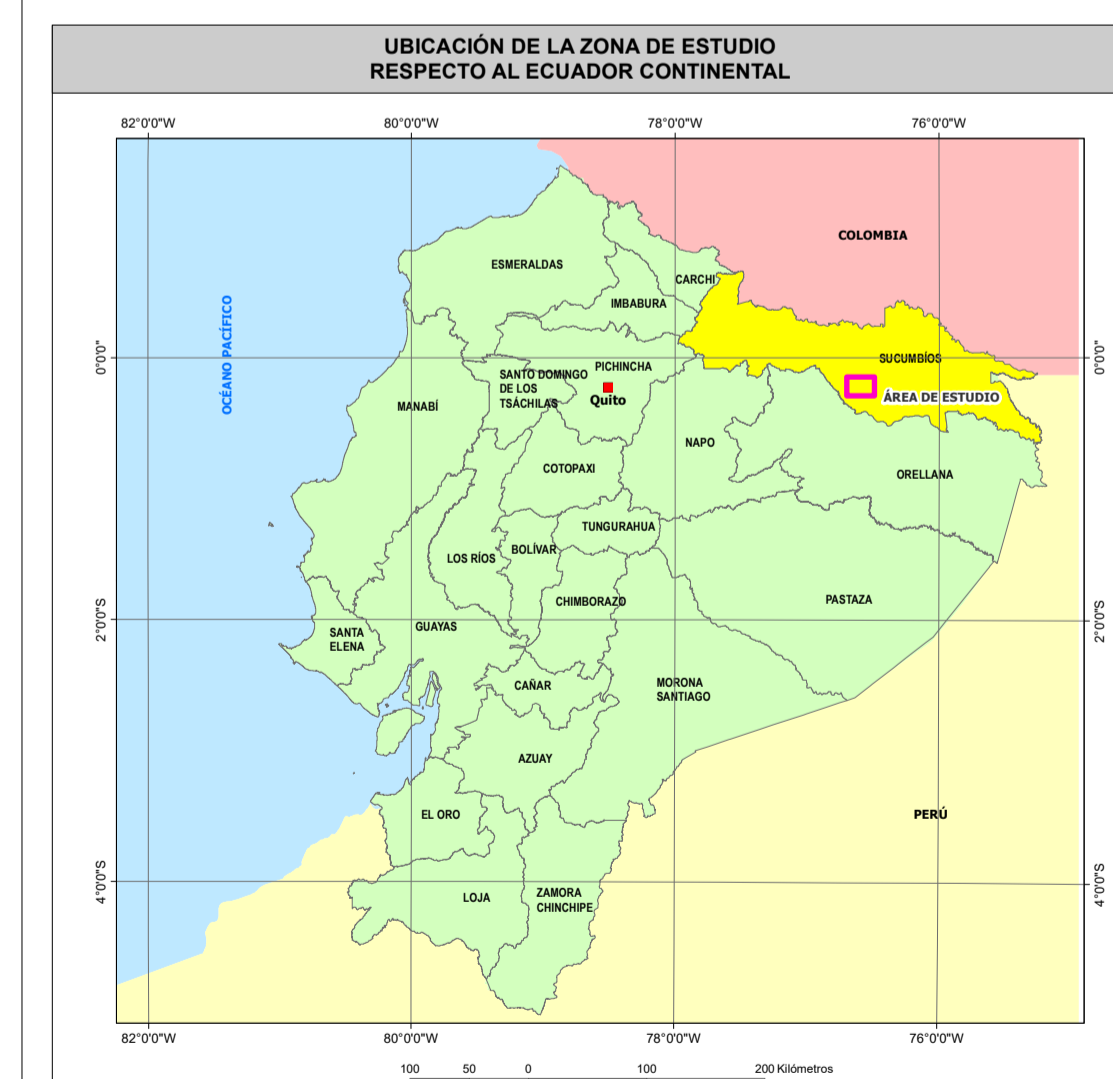 UBICACIÓN DE LA ZONA DE ESTUDIO
RESPECTO AL ECUADOR CONTINENTAL
82°0'0"W
80°0'0"W
78°0'0"W
76°0'0"W
COLOMBIA
ESMERALDAS
CARCHI
IMBABURA
OCÉANO PACÍFICO
0°0'0"
0°0'0"
SUCUMBÍOS
PICHINCHA
SANTO DOMINGO
DE LOS
TSÁCHILAS
Quito
ÁREA DE ESTUDIO
MANABÍ
NAPO
COTOPAXI
ORELLANA
TUNGURAHUA
BOLÍVAR
LOS RÍOS
CHIMBORAZO
PASTAZA
2°0'0"S
2°0'0"S
GUAYAS
SANTA
ELENA
CAÑAR
MORONA
SANTIAGO
AZUAY
EL ORO
PERÚ
4°0'0"S
4°0'0"S
LOJA
ZAMORA
CHINCHIPE
82°0'0"W
80°0'0"W
78°0'0"W
76°0'0"W
100 50 0 100 200 Kilómetros